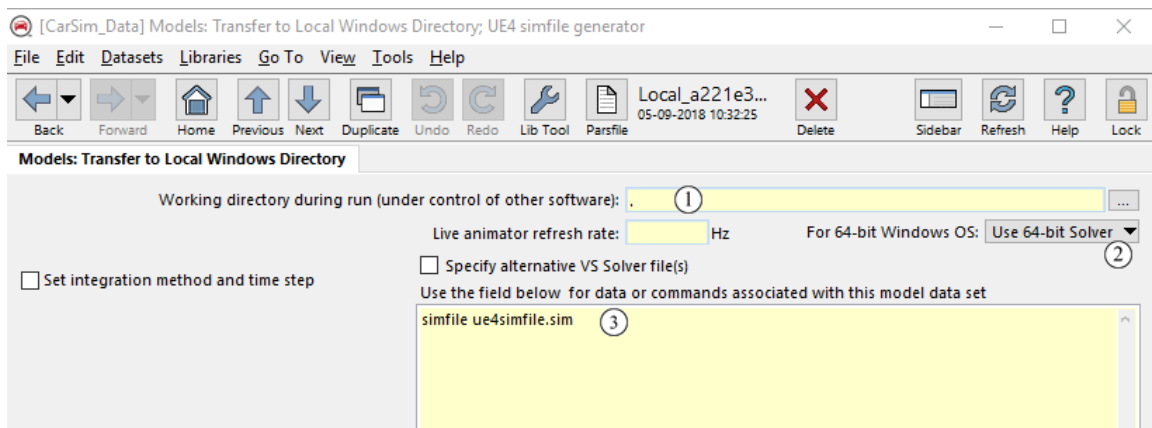 [CarSim_Data] Models: Transfer to Local Windows Directory; UE4 simfile generator
File Edit Datasets Libraries Go To View Tools Help
Local_a221e3...
05-09-2018 10:32:25
Back Forward Home Previous Next Duplicate Undo Redo Lib Tool Parsfile Delete Sidebar Refresh Help Lock
Models: Transfer to Local Windows Directory
Working directory during run (under control of other software): . 1 ...
Live animator refresh rate: Hz For 64-bit Windows OS: Use 64-bit Solver
2
Specify alternative VS Solver file(s)
Set integration method and time step
Use the field below for data or commands associated with this model data set
simfile ue4simfile.sim 3